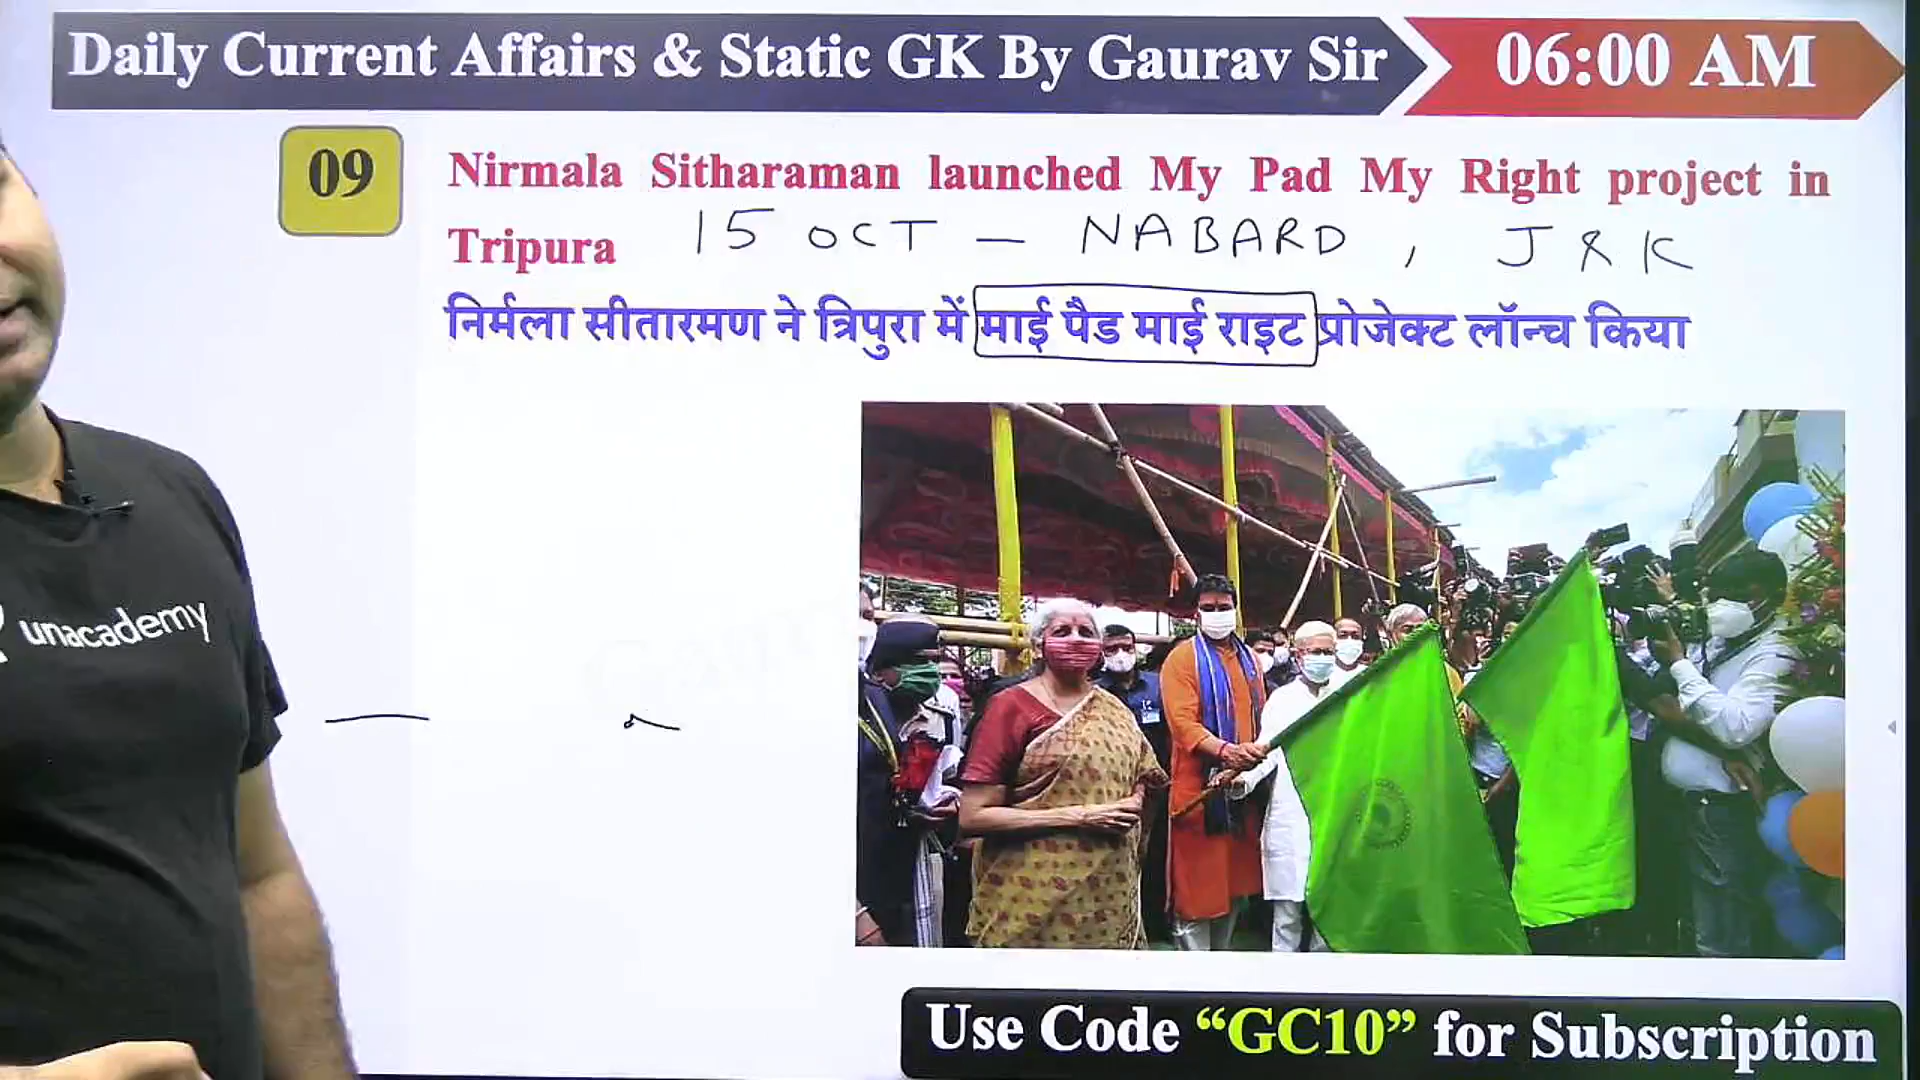 Daily Current Affairs & Static GK By Gaurav Sir
06:00 AM
09
Nirmala Sitharaman launched My Pad My Right project in
Tripura 15 OCT — NABARD , J & K
निर्मला सीतारमण ने त्रिपुरा में माई पैड माई राइट प्रोजेक्ट लॉन्च किया
unacademy
Use Code “GC10” for Subscription